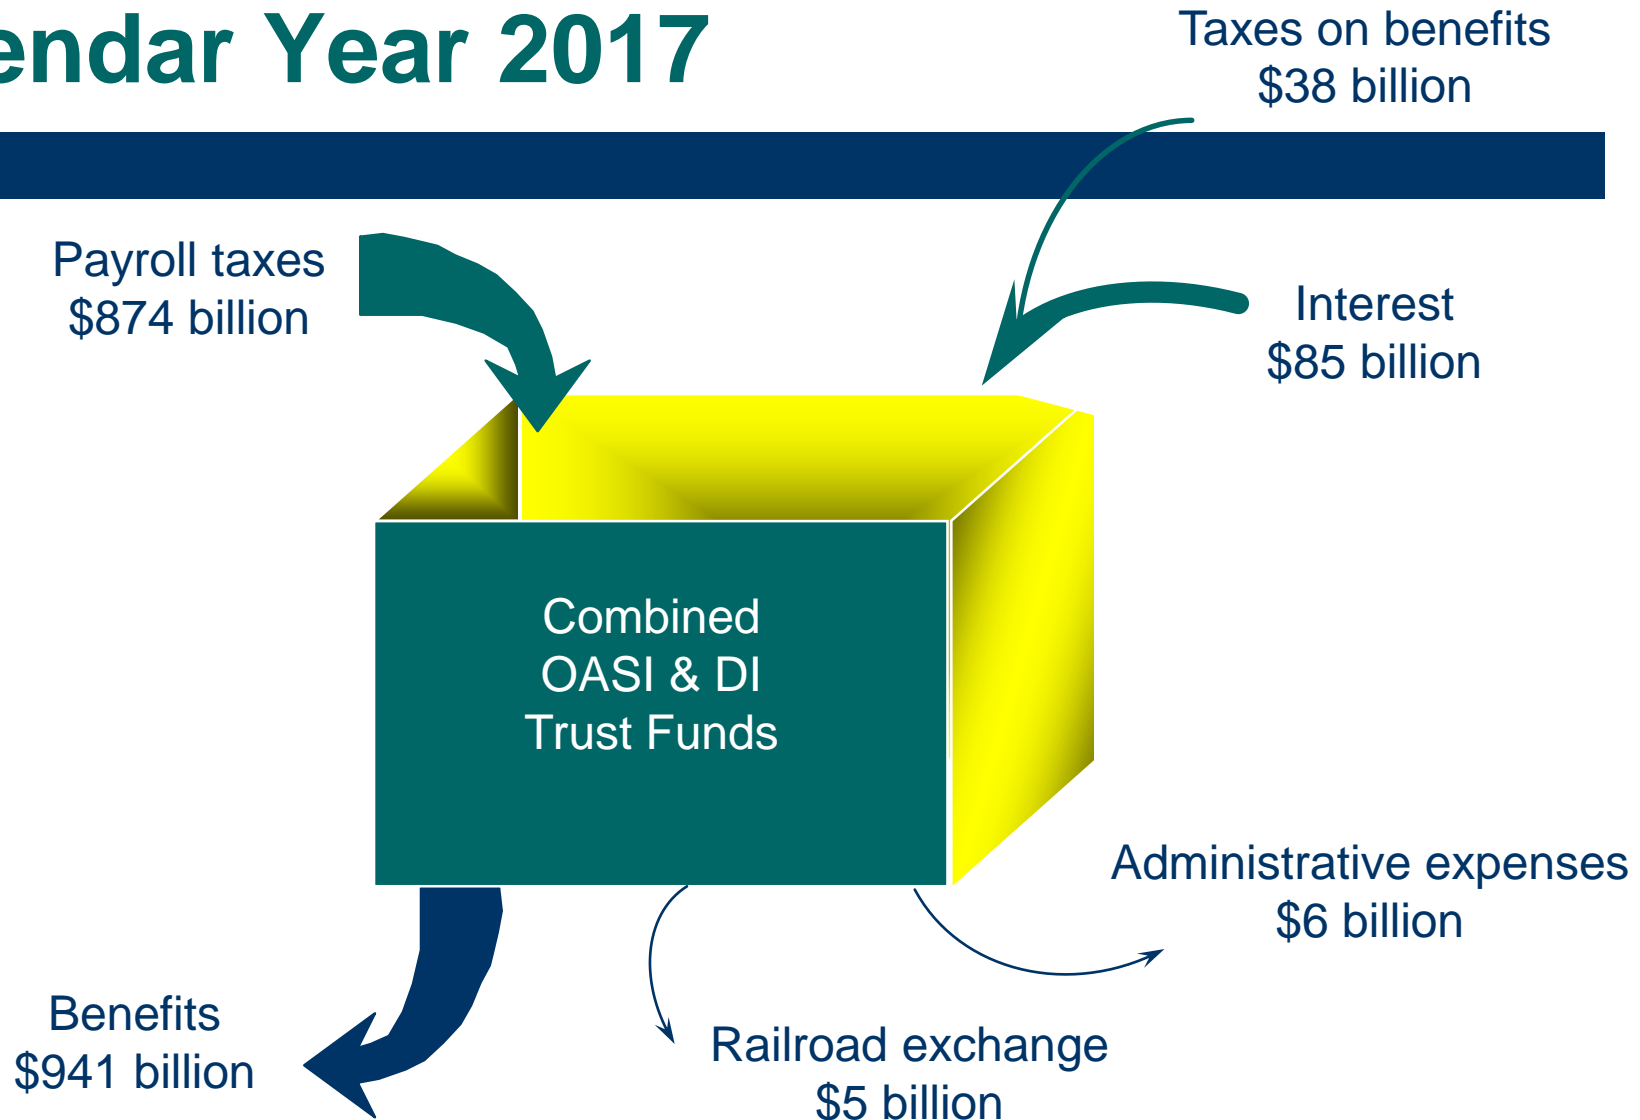 endar Year 2017
Taxes on benefits
$38 billion
Payroll taxes
$874 billion
Interest
$85 billion
Combined
OASI & DI
Trust Funds
Administrative expenses
$6 billion
Benefits
$941 billion
Railroad exchange
$5 billion